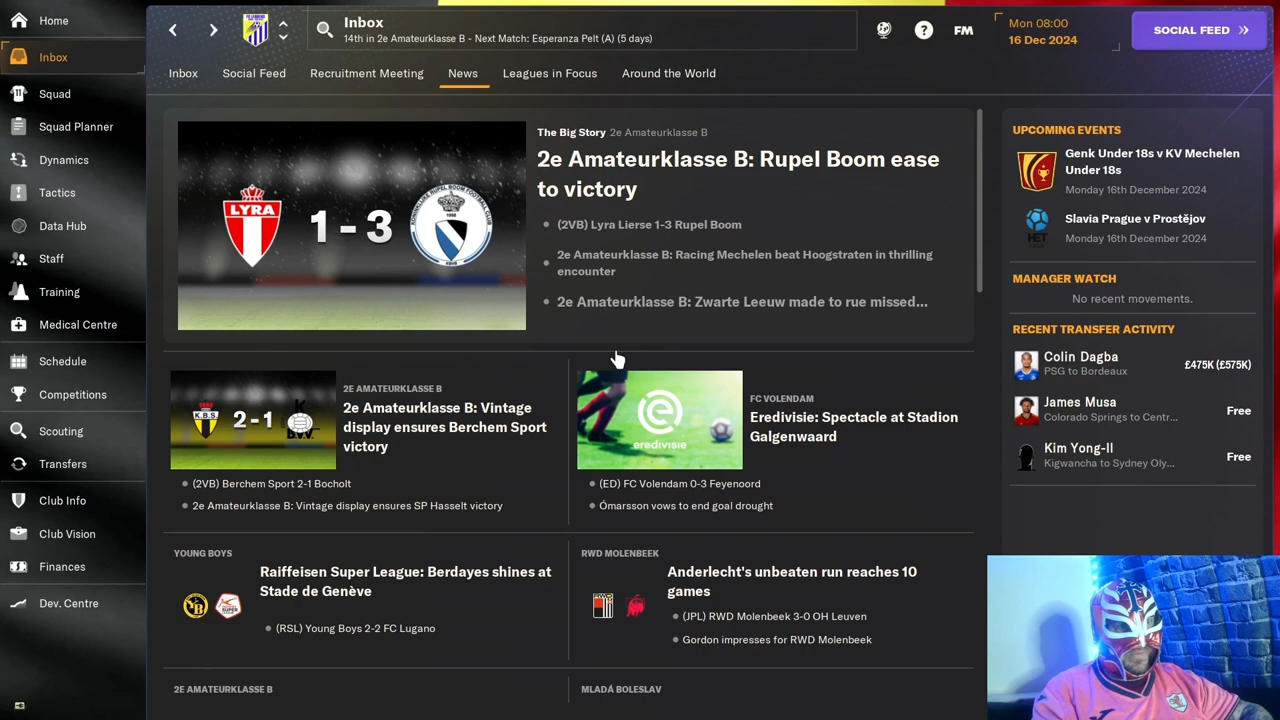 Home
Inbox
Squad
Squad Planner
Dynamics
Tactics
Data Hub
Staff
Training
Medical Centre
Schedule
Competitions
Scouting
Transfers
Club Info
Club Vision
Finances
Dev. Centre
Inbox
14th in 2e Amateurklasse B - Next Match: Esperanza Pelt (A) (5 days)
?
FM
Mon 08:00
16 Dec 2024
SOCIAL FEED
Inbox
Social Feed
Recruitment Meeting
News
Leagues in Focus
Around the World
LYRA
1 - 3
The Big Story 2e Amateurklasse B
2e Amateurklasse B: Rupel Boom ease
to victory
(2VB) Lyra Lierse 1-3 Rupel Boom
2e Amateurklasse B: Racing Mechelen beat Hoogstraten in thrilling
encounter
2e Amateurklasse B: Zwarte Leeuw made to rue missed...
K.B.S
2 - 1
2E AMATEURKLASSE B
2e Amateurklasse B: Vintage
display ensures Berchem Sport
victory
(2VB) Berchem Sport 2-1 Bocholt
2e Amateurklasse B: Vintage display ensures SP Hasselt victory
eredivisie
FC VOLENDAM
Eredivisie: Spectacle at Stadion
Galgenwaard
(ED) FC Volendam 0-3 Feyenoord
Ómarsson vows to end goal drought
YOUNG BOYS
Raiffeisen Super League: Berdayes shines at
Stade de Genève
(RSL) Young Boys 2-2 FC Lugano
RWD MOLENBEEK
Anderlecht's unbeaten run reaches 10
games
(JPL) RWD Molenbeek 3-0 OH Leuven
Gordon impresses for RWD Molenbeek
2E AMATEURKLASSE B
MLADÁ BOLESLAV
UPCOMING EVENTS
Genk Under 18s v KV Mechelen
Under 18s
Monday 16th December 2024
Slavia Prague v Prostějov
Monday 16th December 2024
HET
MANAGER WATCH
No recent movements.
RECENT TRANSFER ACTIVITY
Colin Dagba
PSG to Bordeaux
£475K (£575K)
James Musa
Colorado Springs to Centr...
Free
Kim Yong-Il
Kigwancha to Sydney Oly...
Free